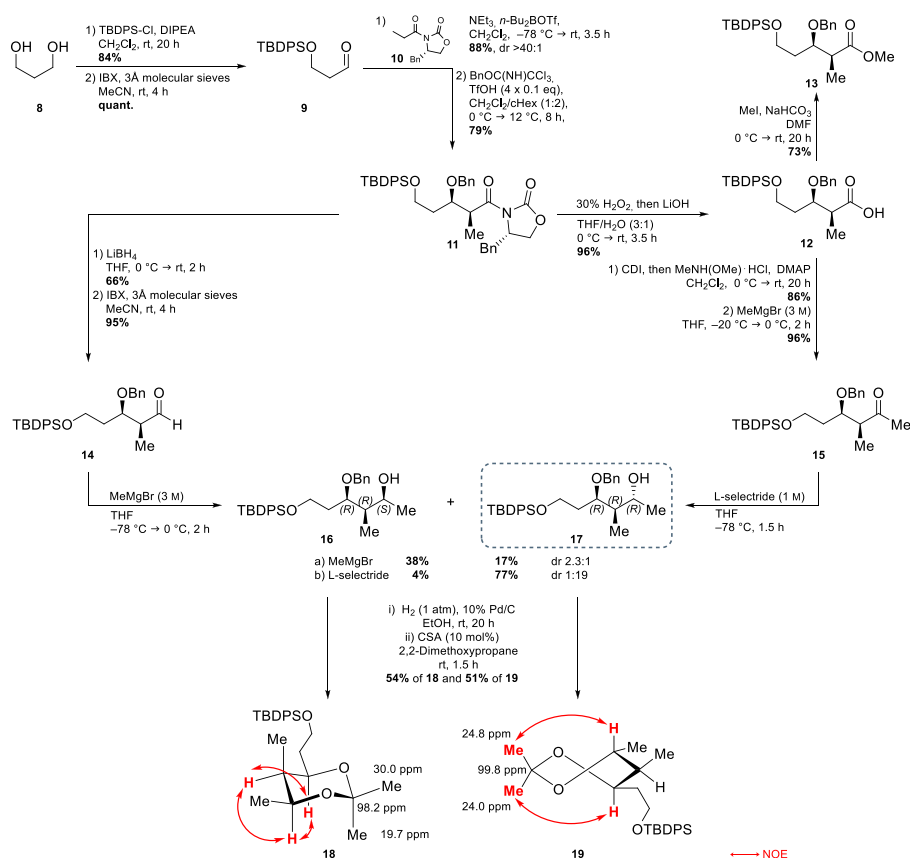 OH OH
8
1) TBDPS-Cl, DIPEA
CH2Cl2, rt, 20 h
84%
2) IBX, 3Å molecular sieves
MeCN, rt, 4 h
quant.
TBDPSO O
9
1) O O
N O
Bn
10
NEt3, n-Bu2BOTf,
CH2Cl2, –78 °C → rt, 3.5 h
88%, dr >40:1
2) BnOC(NH)CCl3,
TfOH (4 x 0.1 eq),
CH2Cl2/cHex (1:2),
0 °C → 12 °C, 8 h,
79%
TBDPSO OBn O
OMe
Me
13
MeI, NaHCO3
DMF
0 °C → rt, 20 h
73%
TBDPSO OBn O O
N O
Me
Bn
11
30% H2O2, then LiOH
THF/H2O (3:1)
0 °C → rt, 3.5 h
96%
TBDPSO OBn O
OH
Me
12
1) LiBH4
THF, 0 °C → rt, 2 h
66%
2) IBX, 3Å molecular sieves
MeCN, rt, 4 h
95%
1) CDI, then MeNH(OMe) · HCl, DMAP
CH2Cl2, 0 °C → rt, 20 h
86%
2) MeMgBr (3 M)
THF, –20 °C → 0 °C, 2 h
96%
OBn O
TBDPSO H
Me
14
OBn O
TBDPSO Me
Me
15
MeMgBr (3 M)
THF
–78 °C → 0 °C, 2 h
OBn OH
TBDPSO (R) (R) (S) Me
Me
16
+
OBn OH
TBDPSO (R) (R) (R) Me
Me
17
L-selectride (1 M)
THF
–78 °C, 1.5 h
a) MeMgBr 38% 17% dr 2.3:1
b) L-selectride 4% 77% dr 1:19
i) H2 (1 atm), 10% Pd/C
EtOH, rt, 20 h
ii) CSA (10 mol%)
2,2-Dimethoxypropane
rt, 1.5 h
54% of 18 and 51% of 19
TBDPSO
Me
O
30.0 ppm
H
O Me
Me
H
98.2 ppm
H
Me 19.7 ppm
18
24.8 ppm
H
Me
Me
Me
O
99.8 ppm
O
H
Me
24.0 ppm
H
OTBDPS
19
NOE